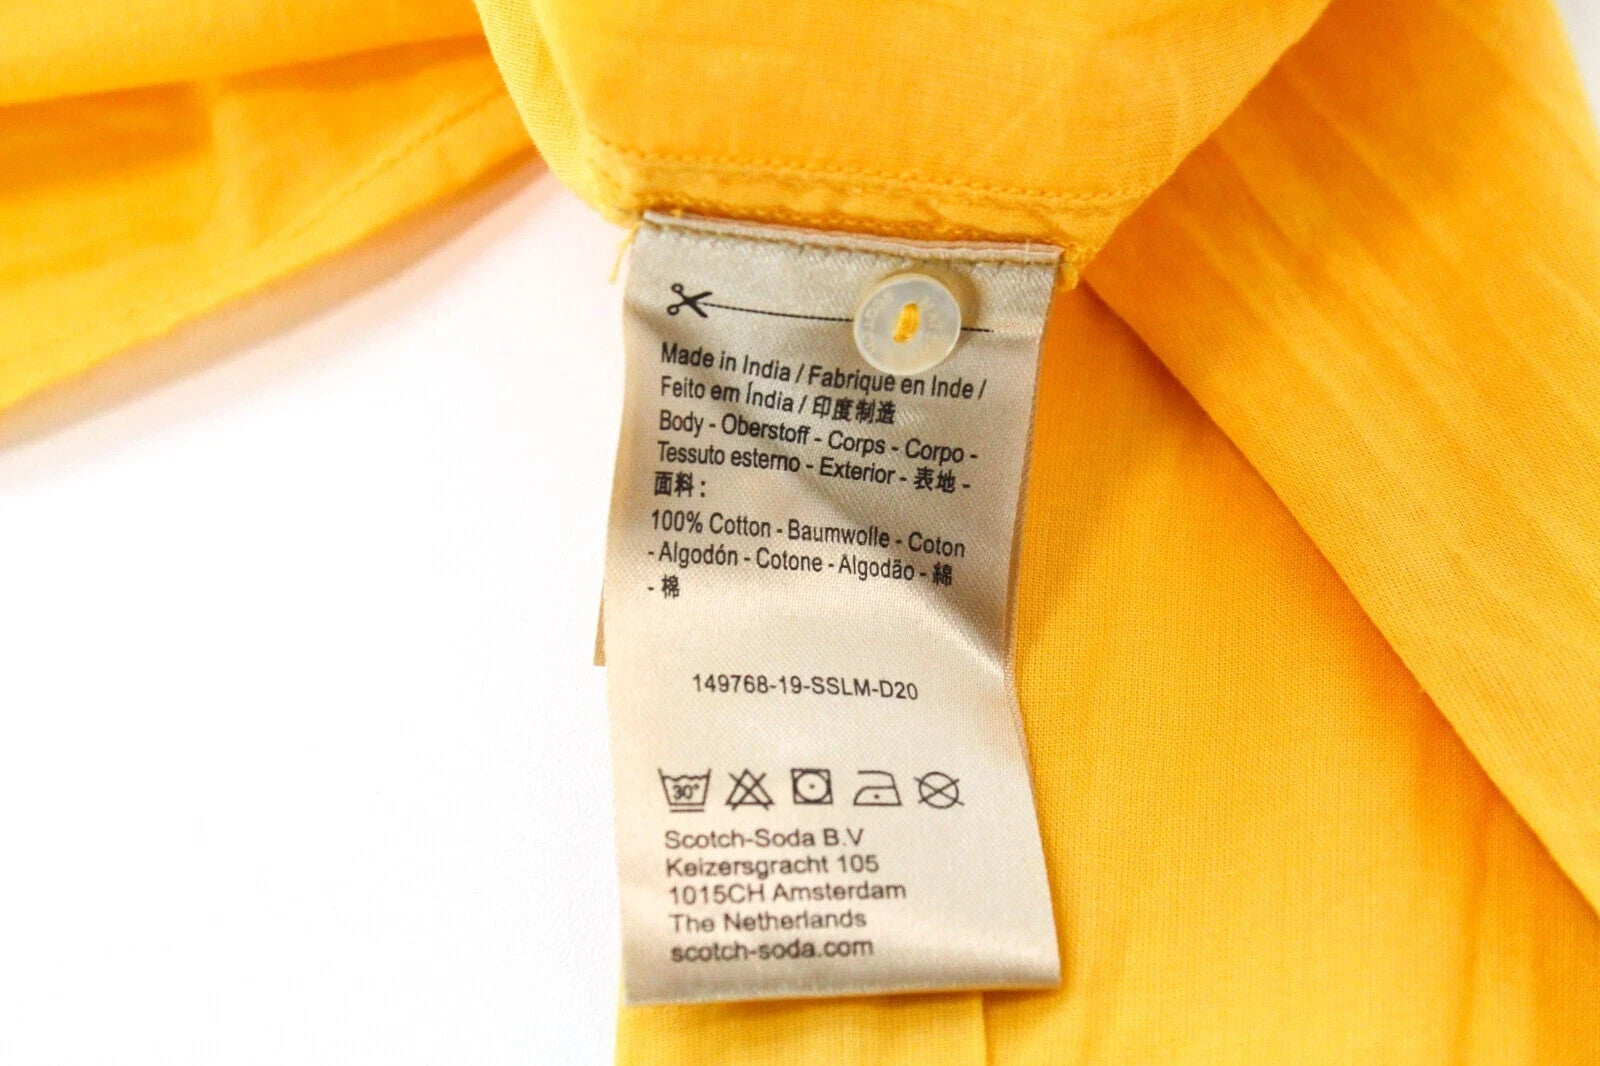 Made in India / Fabriqué en Inde /
Feito em Índia / 印度制造
Body - Oberstoff - Corps - Corpo -
Tessuto esterno - Exterior - 表地 -
面料：
100% Cotton - Baumwolle - Coton
- Algodón - Cotone - Algodão - 綿
- 棉
149768-19-SSLM-D20
30°
Scotch-Soda B.V
Keizersgracht 105
1015CH Amsterdam
The Netherlands
scotch-soda.com